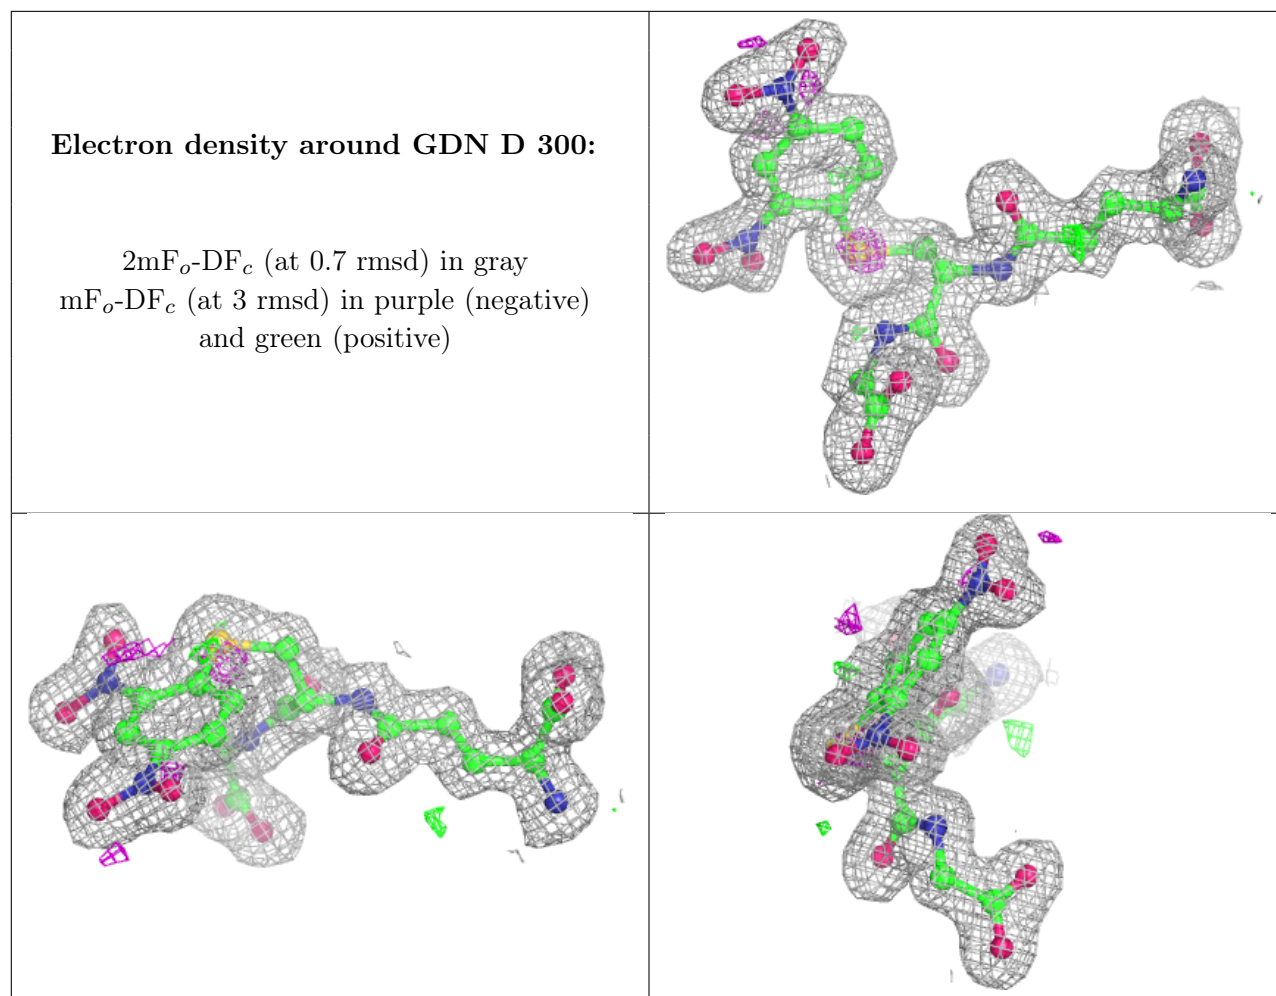 Electron density around GDN D 300:
2mFₒ-DF𝒸 (at 0.7 rmsd) in gray
mFₒ-DF𝒸 (at 3 rmsd) in purple (negative)
and green (positive)